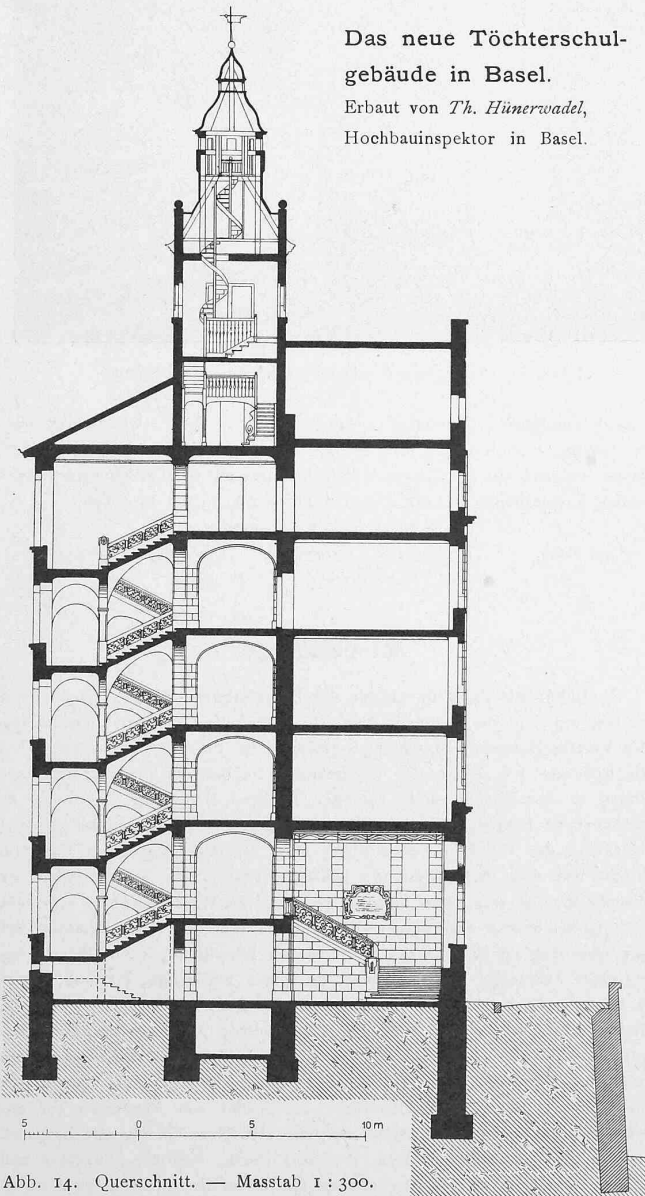 Das neue Töchterschul-
gebäude in Basel.
Erbaut von Th. Hünerwadel,
Hochbauinspektor in Basel.
5 0 5 10 m
Abb. 14. Querschnitt. — Masstab 1 : 300.